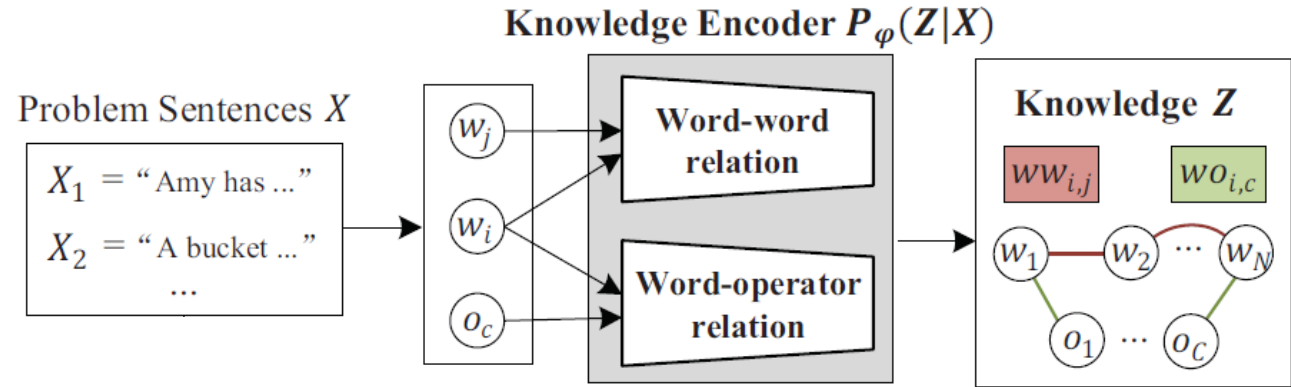 Knowledge Encoder P_φ(Z|X)
Problem Sentences X
X_1 = “Amy has ...”
X_2 = “A bucket ...”
...
w_j
w_i
o_c
Word-word
relation
Word-operator
relation
Knowledge Z
ww_{i,j} wo_{i,c}
w_1 w_2 ... w_N
o_1 ... o_C